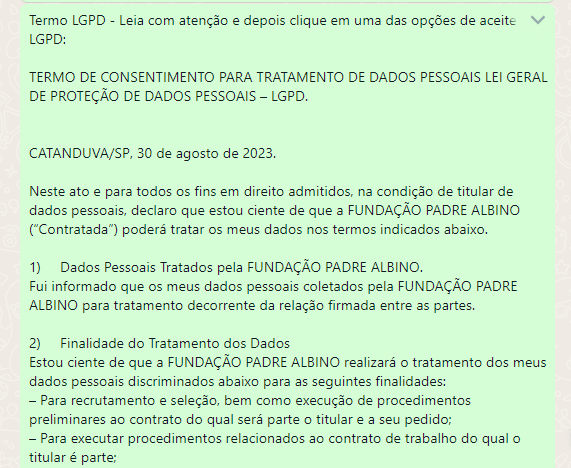 Termo LGPD - Leia com atenção e depois clique em uma das opções de aceite
LGPD:
TERMO DE CONSENTIMENTO PARA TRATAMENTO DE DADOS PESSOAIS LEI GERAL
DE PROTEÇÃO DE DADOS PESSOAIS – LGPD.
CATANDUVA/SP, 30 de agosto de 2023.
Neste ato e para todos os fins em direito admitidos, na condição de titular de
dados pessoais, declaro que estou ciente de que a FUNDAÇÃO PADRE ALBINO
(“Contratada”) poderá tratar os meus dados nos termos indicados abaixo.
1) Dados Pessoais Tratados pela FUNDAÇÃO PADRE ALBINO.
Fui informado que os meus dados pessoais coletados pela FUNDAÇÃO PADRE
ALBINO para tratamento decorrente da relação firmada entre as partes.
2) Finalidade do Tratamento dos Dados
Estou ciente de que a FUNDAÇÃO PADRE ALBINO realizará o tratamento dos meus
dados pessoais discriminados abaixo para as seguintes finalidades:
– Para recrutamento e seleção, bem como execução de procedimentos
preliminares ao contrato do qual será parte o titular e a seu pedido;
– Para executar procedimentos relacionados ao contrato de trabalho do qual o
titular é parte;